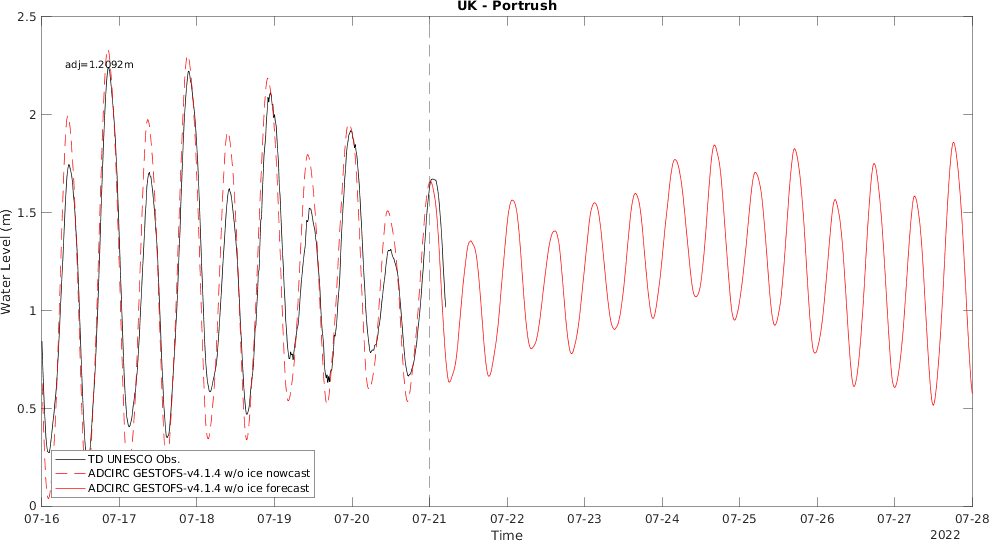 UK - Portrush
2.5
adj=1.2092m
2
1.5
Water Level (m)
1
0.5
TD UNESCO Obs.
ADCIRC GESTOFS-v4.1.4 w/o ice nowcast
ADCIRC GESTOFS-v4.1.4 w/o ice forecast
0
07-16 07-17 07-18 07-19 07-20 07-21 07-22 07-23 07-24 07-25 07-26 07-27 07-28
Time
2022